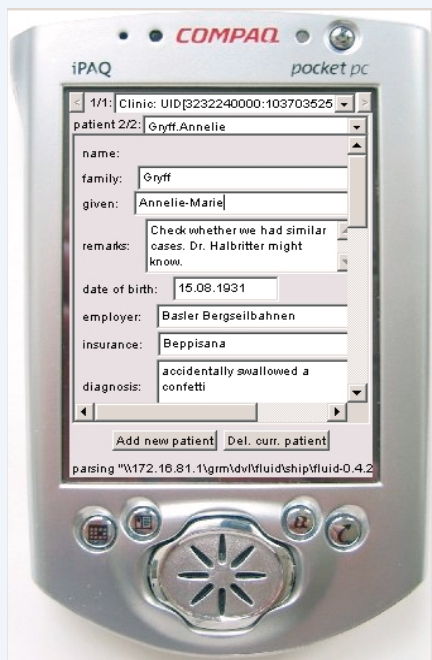 COMPAQ
iPAQ pocket pc
< 1/1: Clinic: UID[3232240000:103703525 >
patient 2/2: Gryff.Annelie
name:
family: Gryff
given: Annelie-Marie
remarks: Check whether we had similar
cases. Dr. Halbritter might
know.
date of birth: 15.08.1931
employer: Basler Bergseilbahnen
insurance: Beppisana
diagnosis: accidentally swallowed a
confetti
Add new patient Del. curr. patient
parsing "\\172.16.81.1\grm\dvl\fluid\ship\fluid-0.4.2